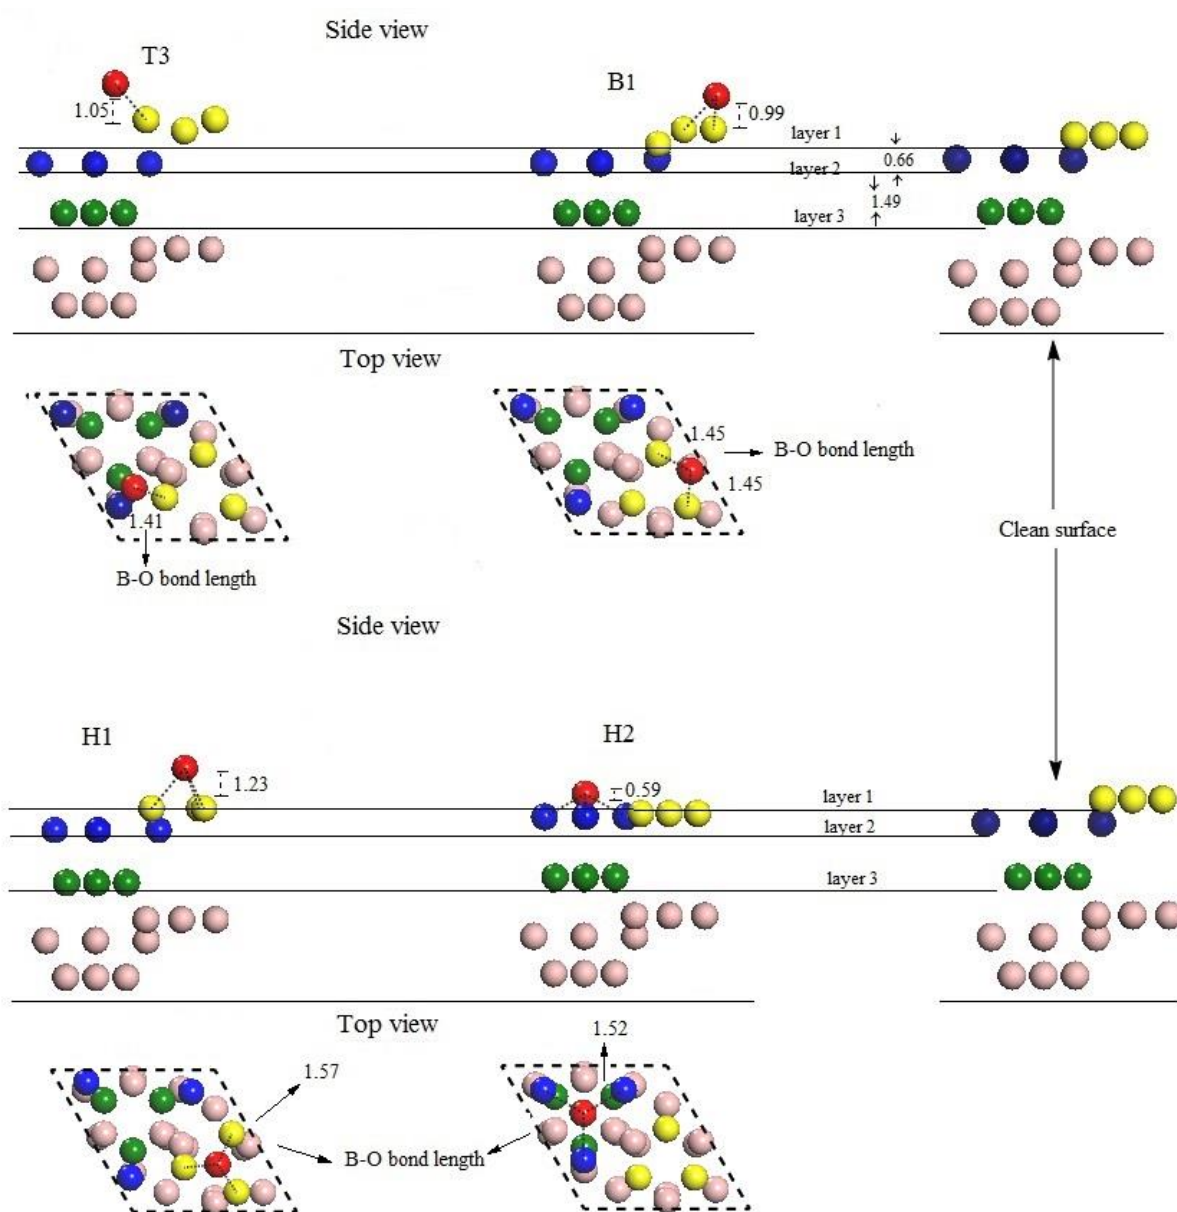 Side view
T3
B1
1.05
0.99
layer 1
0.66
layer 2
1.49
layer 3
Top view
1.45
B-O bond length
1.45
1.41
B-O bond length
Clean surface
Side view
H1
H2
1.23
0.59
layer 1
layer 2
layer 3
Top view
1.52
1.57
B-O bond length